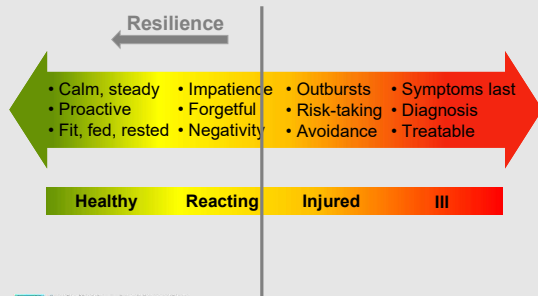 Resilience
• Calm, steady
• Proactive
• Fit, fed, rested
• Impatience
• Forgetful
• Negativity
• Outbursts
• Risk-taking
• Avoidance
• Symptoms last
• Diagnosis
• Treatable
Healthy
Reacting
Injured
Ill